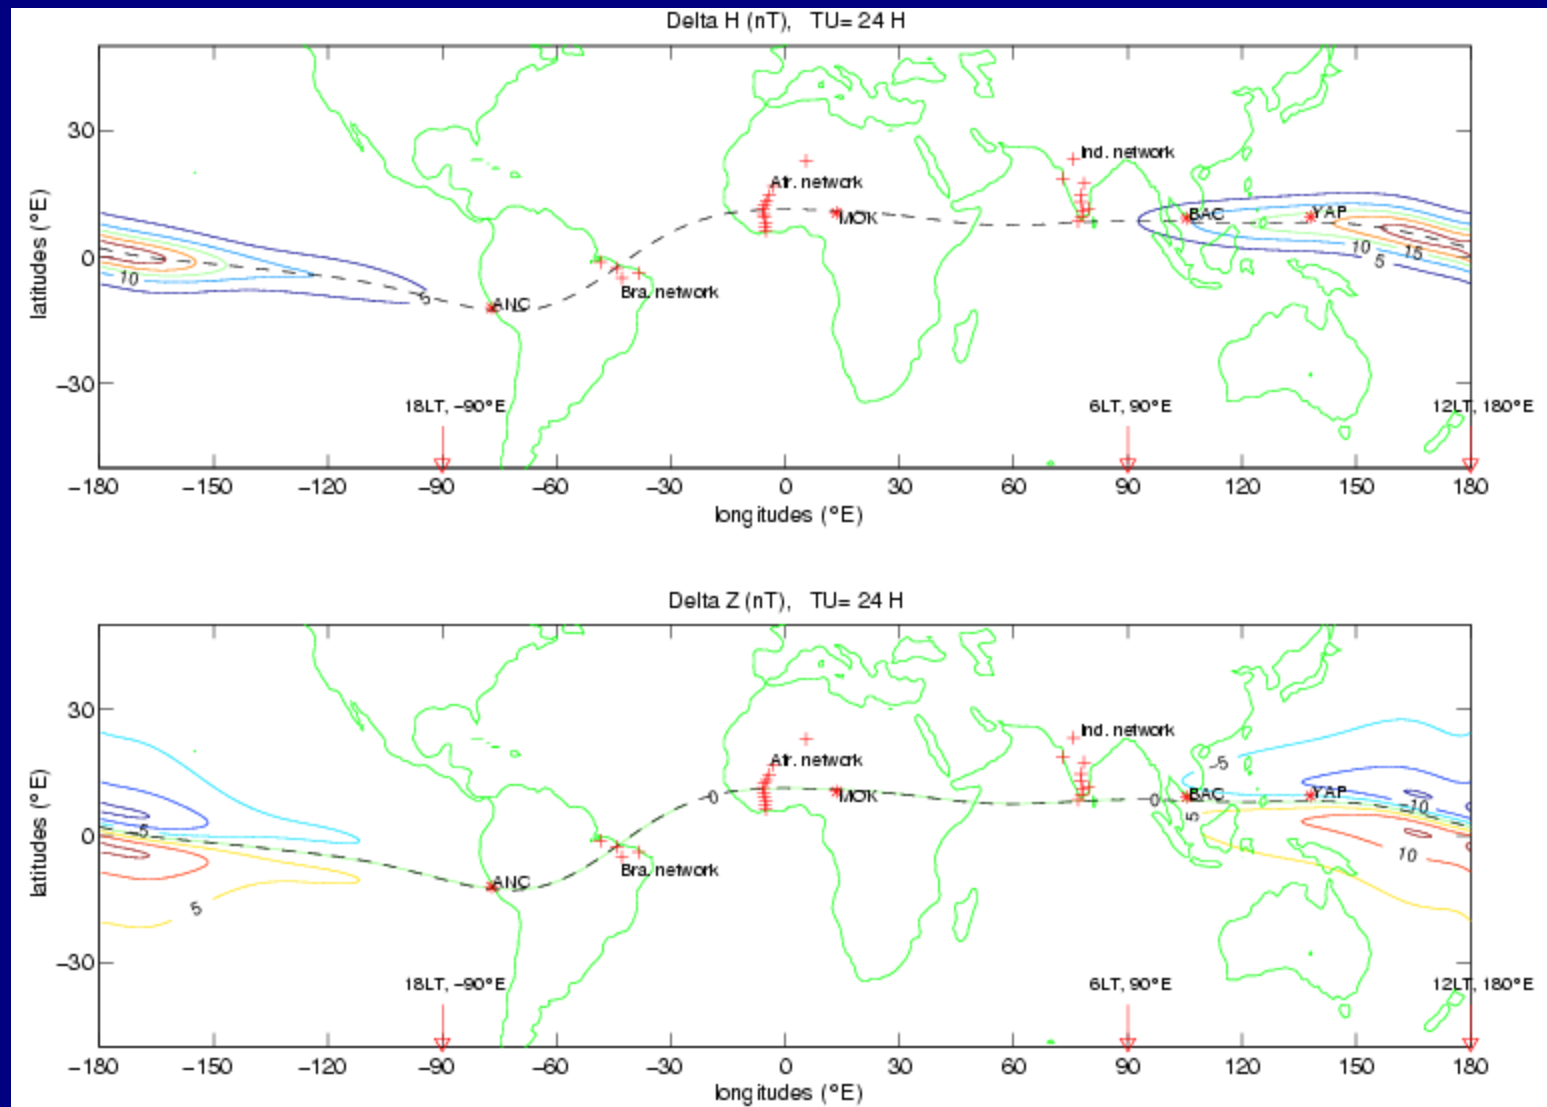 Delta H (nT), TU= 24 H
30
0
−30
latitudes (°E)
Ind. network
Afr. network
MOK
BAC
YAP
10
15
5
10
5
ANC
Bra. network
18LT, −90°E
6LT, 90°E
12LT, 180°E
−180 −150 −120 −90 −60 −30 0 30 60 90 120 150 180
longitudes (°E)
Delta Z (nT), TU= 24 H
30
0
−30
latitudes (°E)
Ind. network
Afr. network
MOK
−5
BAC
YAP
−10
−0
−0
5
10
−5
5
ANC
Bra. network
18LT, −90°E
6LT, 90°E
12LT, 180°E
−180 −150 −120 −90 −60 −30 0 30 60 90 120 150 180
longitudes (°E)